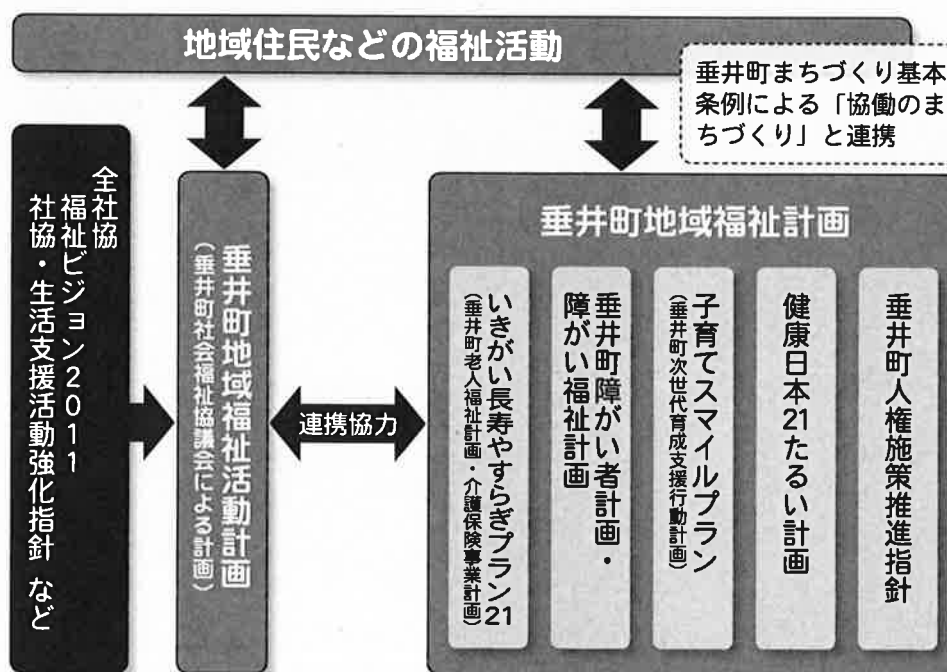 地域住民などの福祉活動
垂井町まちづくり基本
条例による「協働のま
ちづくり」と連携
全社協
福祉ビジョン2011
社協・生活支援活動強化指針 など
垂井町地域福祉活動計画
(垂井町社会福祉協議会による計画)
連携協力
垂井町地域福祉計画
いきがい長寿やすらぎプラン21
(垂井町老人福祉計画・介護保険事業計画)
垂井町障がい者計画・
障がい福祉計画
子育てスマイルプラン
(垂井町次世代育成支援行動計画)
健康日本21たるい計画
垂井町人権施策推進指針